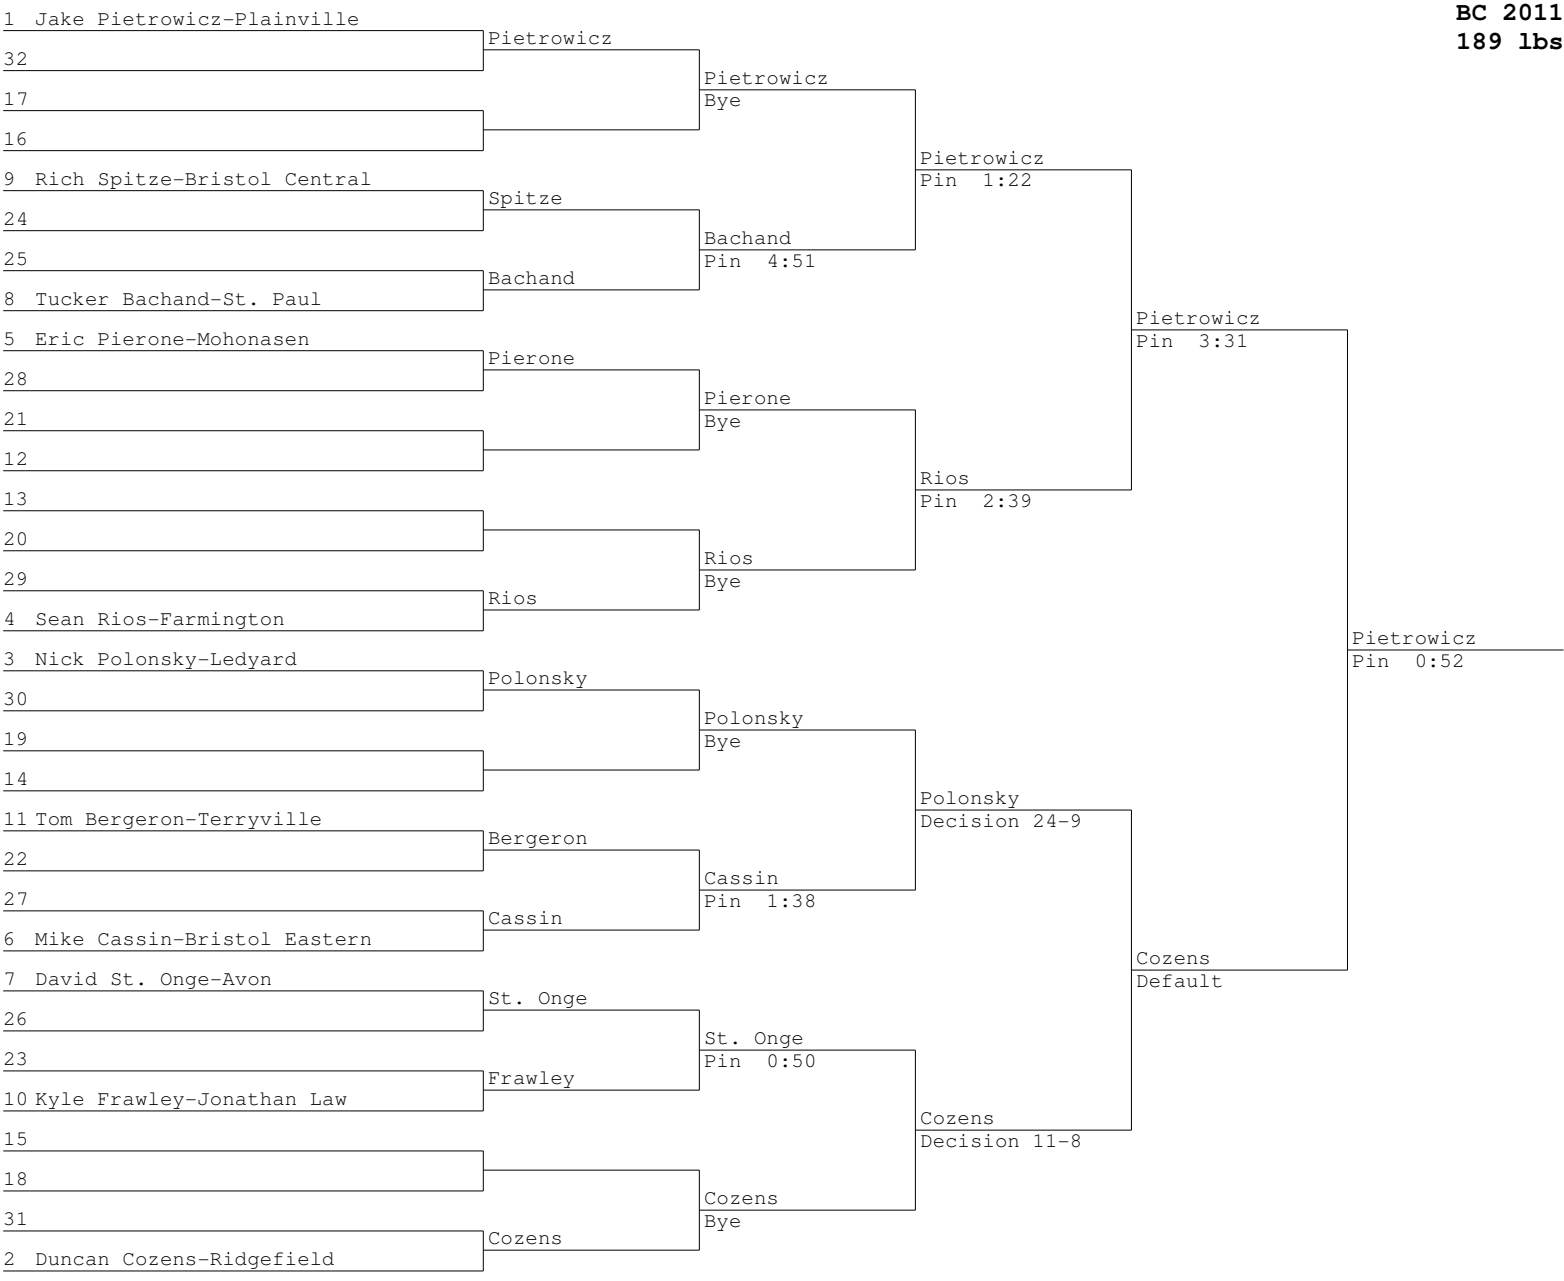 BC 2011
189 lbs
1 Jake Pietrowicz-Plainville
Pietrowicz
32
Pietrowicz
17
Bye
16
Pietrowicz
9 Rich Spitze-Bristol Central
Pin 1:22
Spitze
24
Bachand
25
Pin 4:51
Bachand
8 Tucker Bachand-St. Paul
Pietrowicz
5 Eric Pierone-Mohonasen
Pin 3:31
Pierone
28
Pierone
21
Bye
12
Rios
13
Pin 2:39
20
Rios
29
Bye
Rios
4 Sean Rios-Farmington
Pietrowicz
3 Nick Polonsky-Ledyard
Pin 0:52
Polonsky
30
Polonsky
19
Bye
14
Polonsky
11 Tom Bergeron-Terryville
Decision 24-9
Bergeron
22
Cassin
27
Pin 1:38
Cassin
6 Mike Cassin-Bristol Eastern
Cozens
7 David St. Onge-Avon
Default
St. Onge
26
St. Onge
23
Pin 0:50
Frawley
10 Kyle Frawley-Jonathan Law
Cozens
15
Decision 11-8
18
Cozens
31
Bye
Cozens
2 Duncan Cozens-Ridgefield